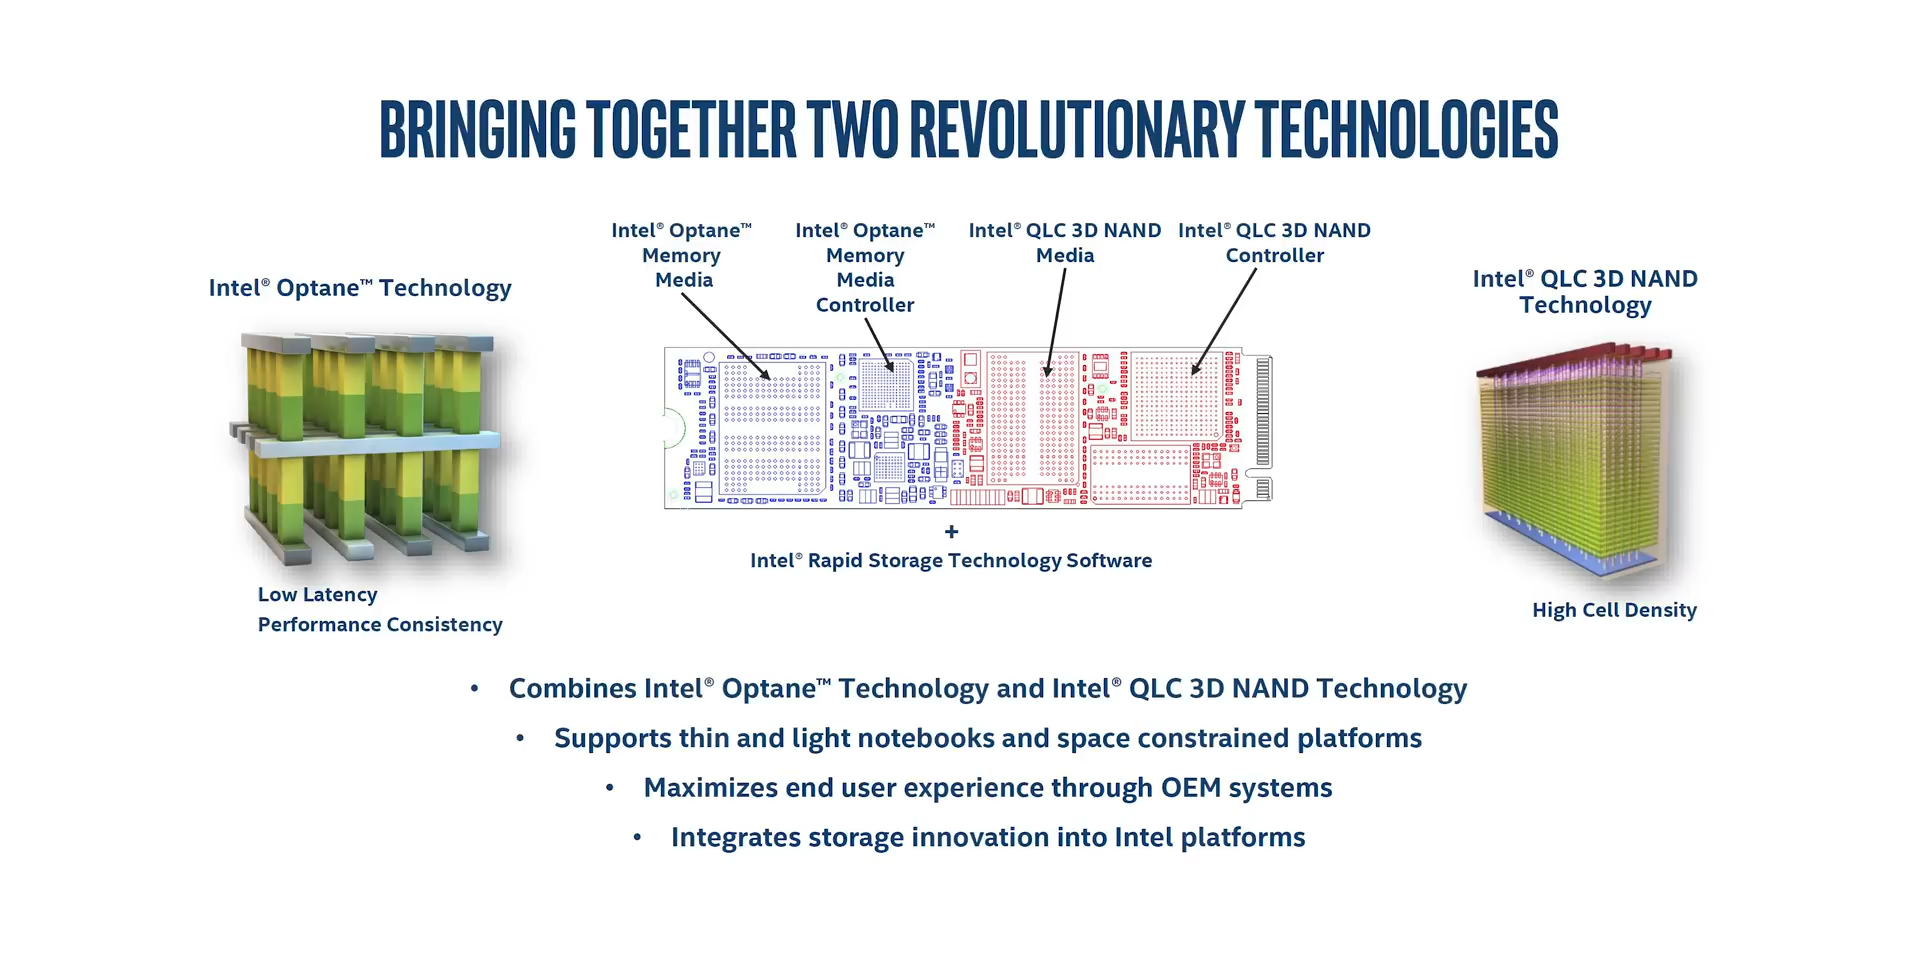 BRINGING TOGETHER TWO REVOLUTIONARY TECHNOLOGIES
Intel® Optane™ Technology
Low Latency
Performance Consistency
Intel® Optane™
Memory
Media
Intel® Optane™
Memory
Media
Controller
Intel® QLC 3D NAND
Media
Intel® QLC 3D NAND
Controller
+
Intel® Rapid Storage Technology Software
Intel® QLC 3D NAND
Technology
High Cell Density
• Combines Intel® Optane™ Technology and Intel® QLC 3D NAND Technology
• Supports thin and light notebooks and space constrained platforms
• Maximizes end user experience through OEM systems
• Integrates storage innovation into Intel platforms